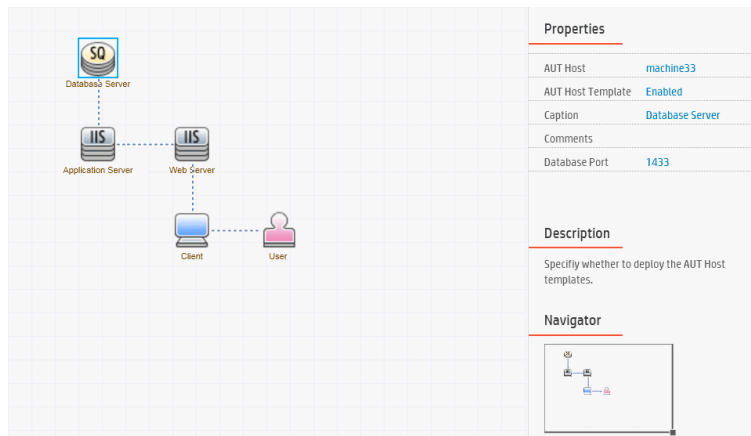 SQ
Database Server
IIS
IIS
Application Server
Web Server
Client
User
Properties
AUT Host machine33
AUT Host Template Enabled
Caption Database Server
Comments
Database Port 1433
Description
Specifiy whether to deploy the AUT Host
templates.
Navigator